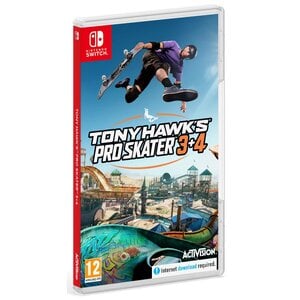 NINTENDO
SWITCH
TONY HAWK'S
PRO SKATER 3+4
TONY HAWK'S PRO SKATER 3+4
12
ACTIVISION
Internet download required.